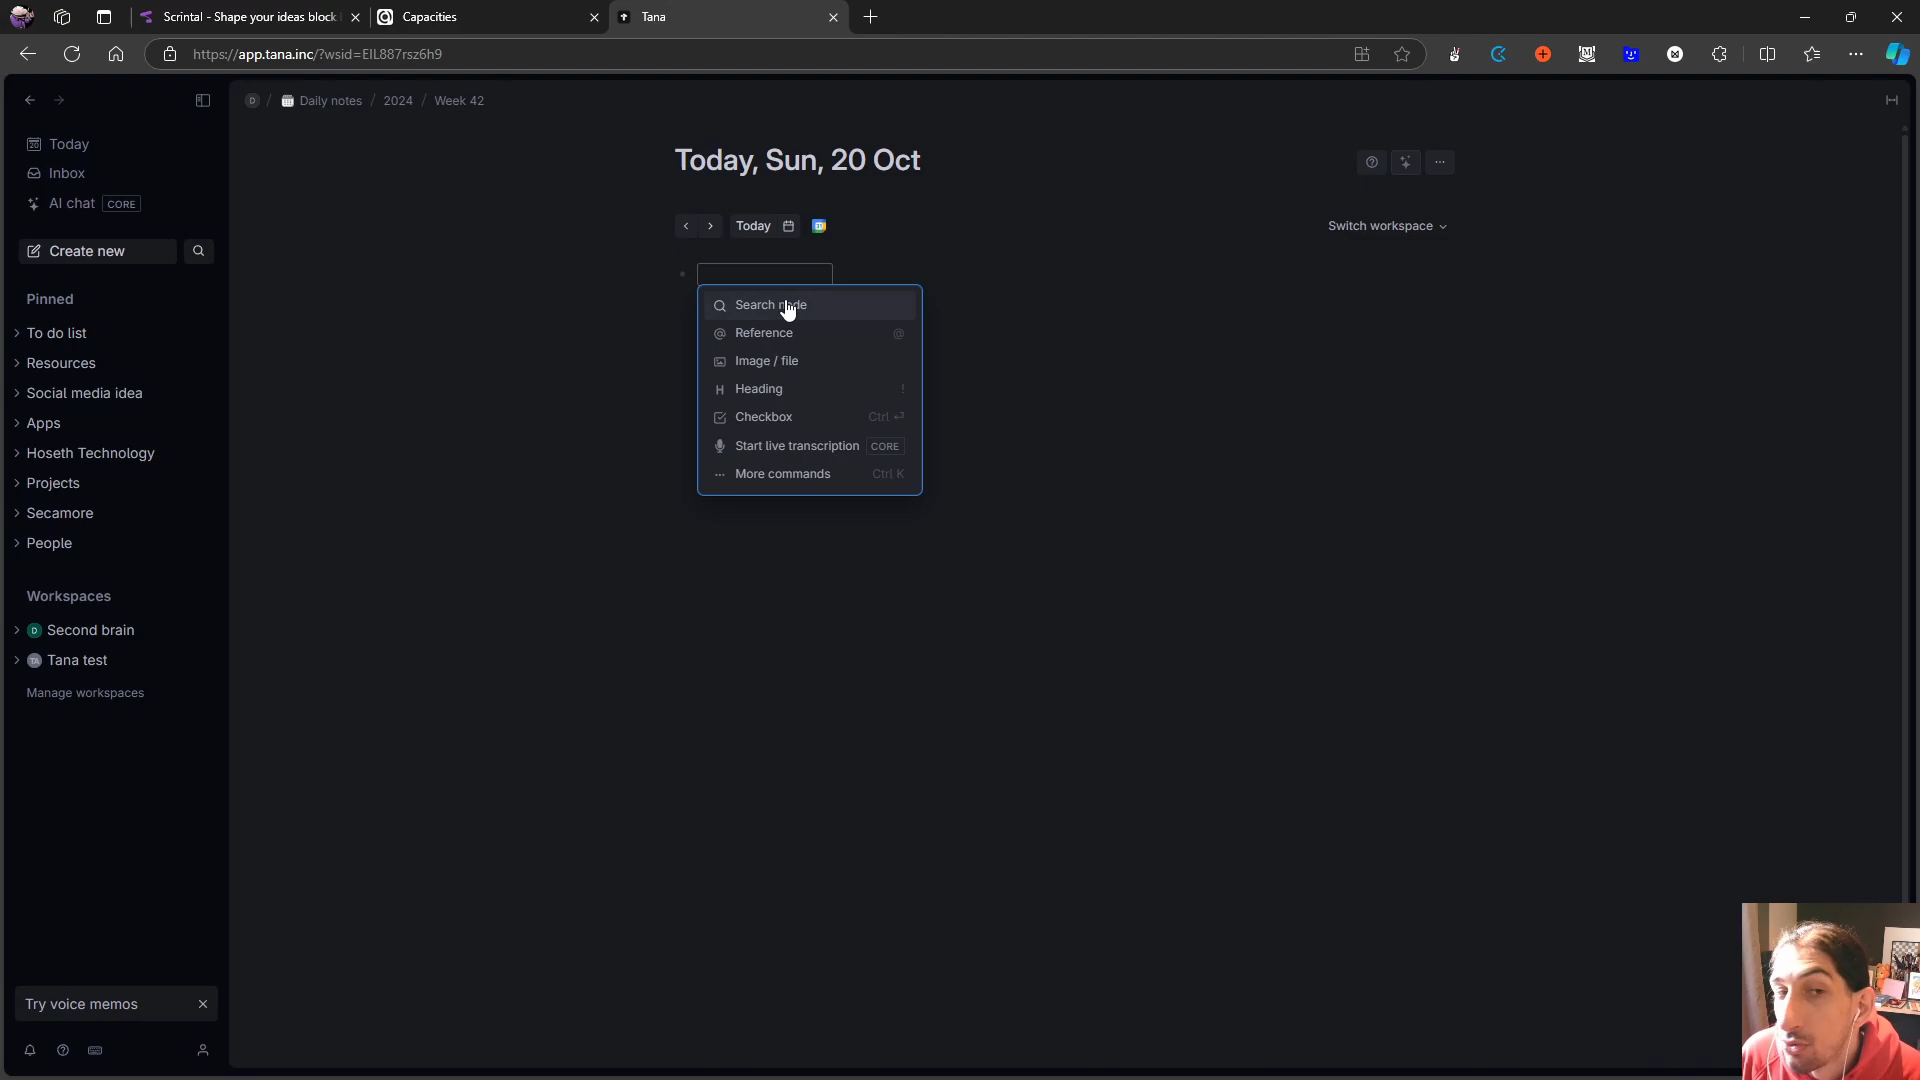 Scrintal - Shape your ideas block
Capacities
Tana
https://app.tana.inc/?wsid=EIL887rsz6h9
D / Daily notes / 2024 / Week 42
Today
Inbox
AI chat CORE
Create new
Pinned
To do list
Resources
Social media idea
Apps
Hoseth Technology
Projects
Secamore
People
Workspaces
D Second brain
TA Tana test
Manage workspaces
Try voice memos
Today, Sun, 20 Oct
Today
Switch workspace
Search
Reference @
Image / file
Heading !
Checkbox Ctrl
Start live transcription CORE
More commands Ctrl K